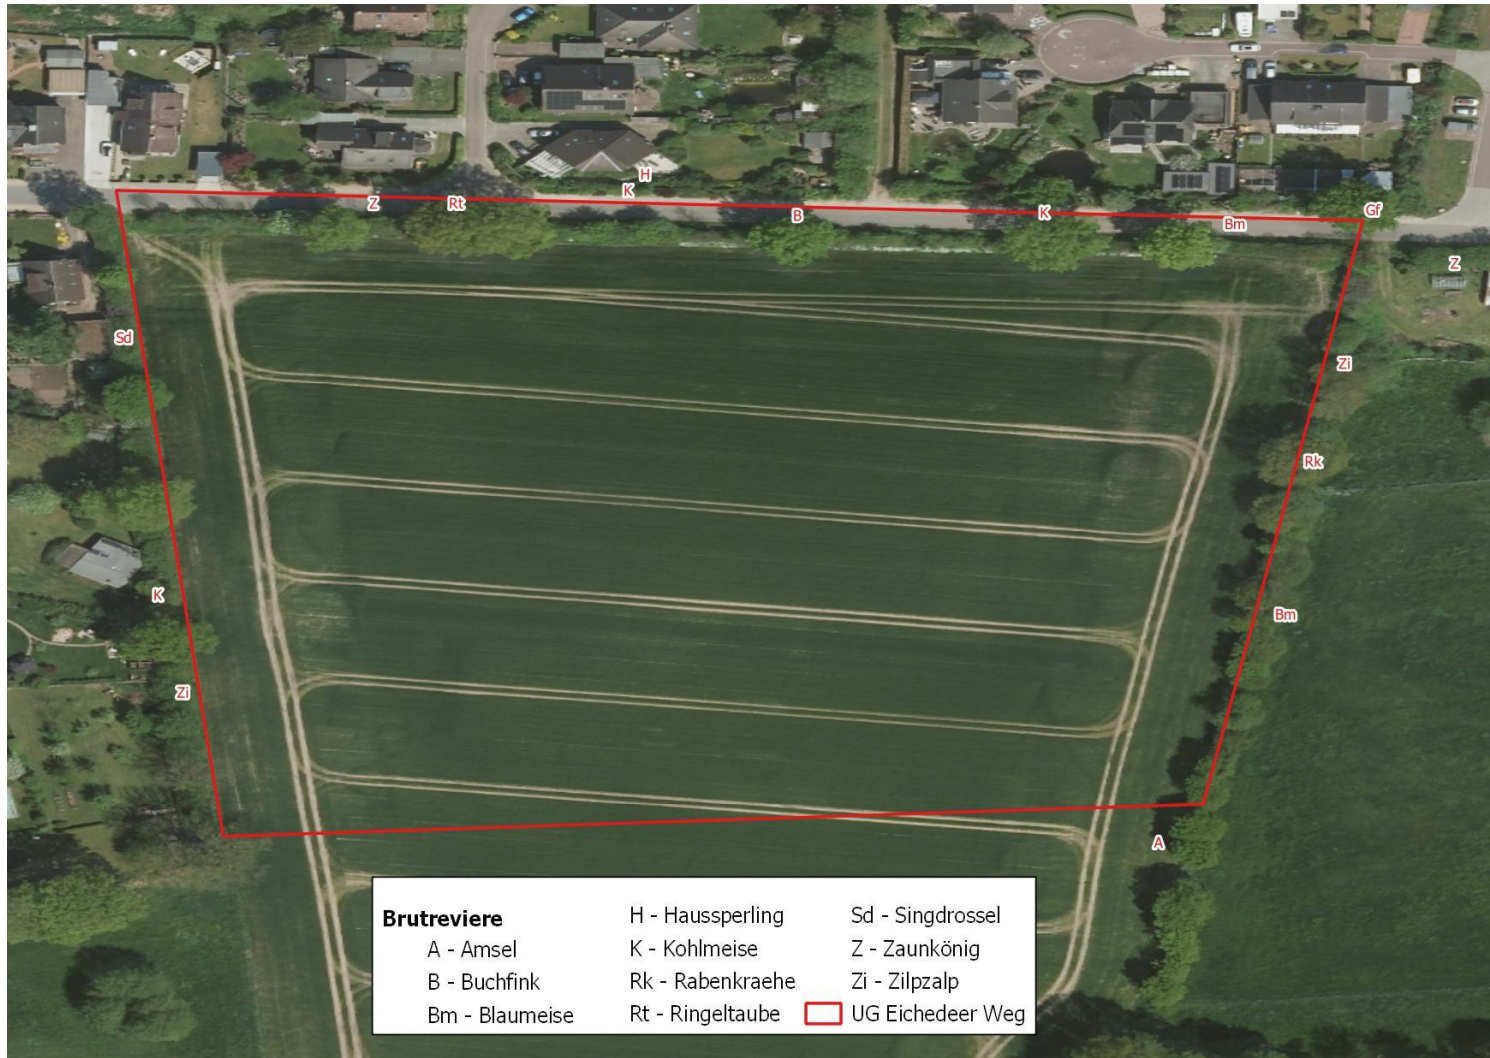 H
K
Z
Rt
B
K
Bm
Gf
Z
Sd
Zi
Rk
K
Bm
Zi
A
Brutreviere
A - Amsel
B - Buchfink
Bm - Blaumeise
H - Haussperling
K - Kohlmeise
Rk - Rabenkraehe
Rt - Ringeltaube
Sd - Singdrossel
Z - Zaunkönig
Zi - Zilpzalp
UG Eichedeer Weg